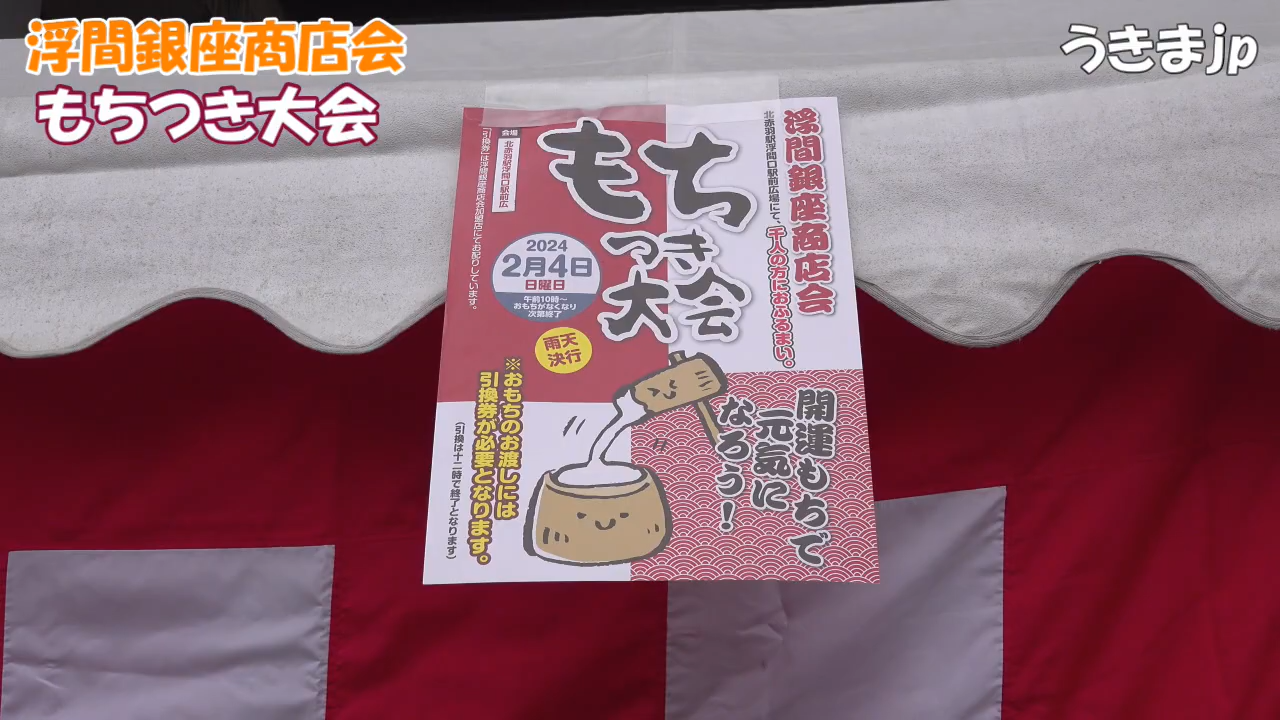 浮間銀座商店会
もちつき大会
うきまjp
浮間銀座商店会
北赤羽駅浮間口駅前広場にて、千人の方におふるまい。
もち
つき
大会
会場
北赤羽駅浮間口駅前広
「引換券」は浮間銀座商店会加盟店にてお配りしています。
2024
2月4日
日曜日
午前10時〜
おもちがなくなり
次第終了
雨天
決行
開運もちで
元気に
なろう！
※おもちのお渡しには
引換券が必要となります。
（引換は十二時で終了となります）